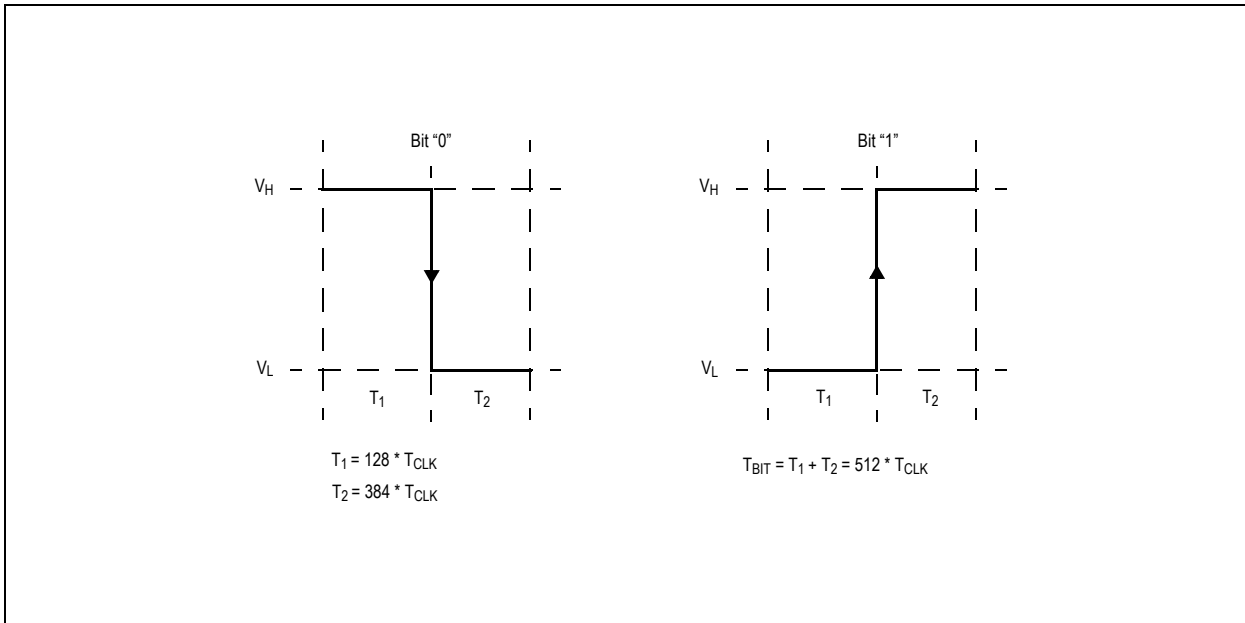 Bit “0”
V_H
V_L
T_1
T_2
T_1 = 128 * T_CLK
T_2 = 384 * T_CLK
Bit “1”
V_H
V_L
T_1
T_2
T_BIT = T_1 + T_2 = 512 * T_CLK